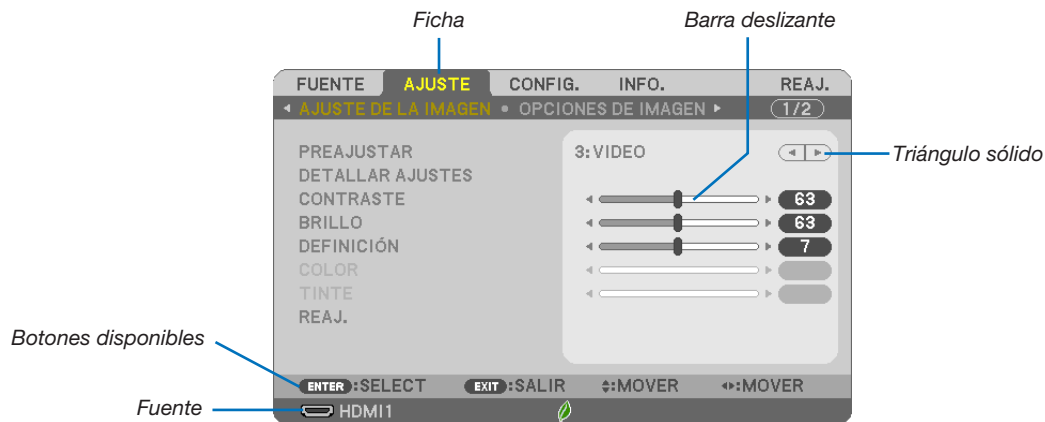 Ficha
Barra deslizante
FUENTE AJUSTE CONFIG. INFO. REAJ.
AJUSTE DE LA IMAGEN OPCIONES DE IMAGEN 1/2
PREAJUSTAR 3:VIDEO
Triángulo sólido
DETALLAR AJUSTES
CONTRASTE 63
BRILLO 63
DEFINICIÓN 7
COLOR
TINTE
REAJ.
Botones disponibles
ENTER:SELECT EXIT:SALIR :MOVER :MOVER
Fuente
HDMI1